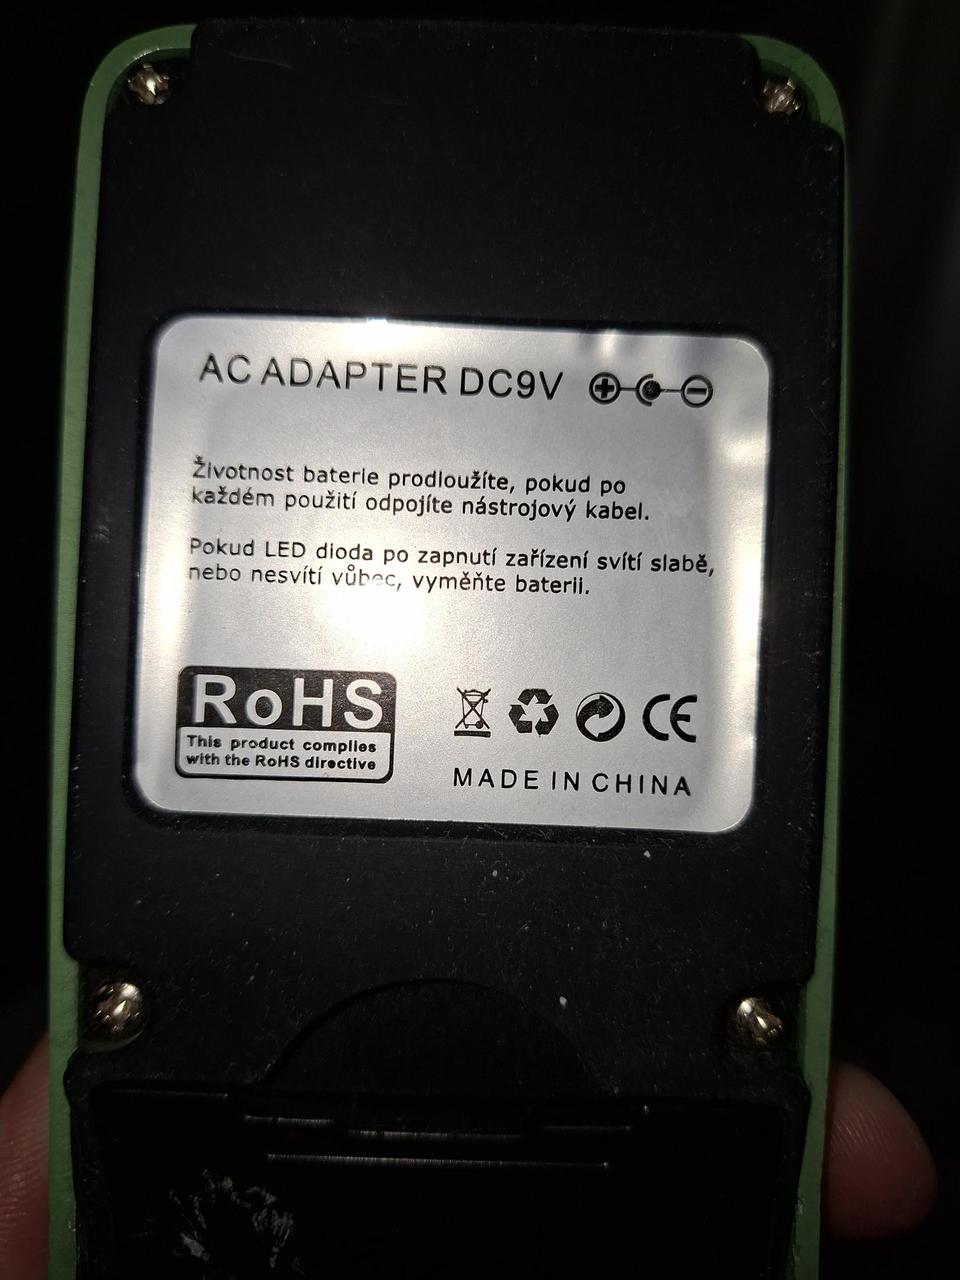 AC ADAPTER DC9V
Životnost baterie prodloužíte, pokud po
každém použití odpojíte nástrojový kabel.
Pokud LED dioda po zapnutí zařízení svítí slabě,
nebo nesvítí vůbec, vyměňte baterii.
RoHS
This product complies
with the RoHS directive
CE
MADE IN CHINA